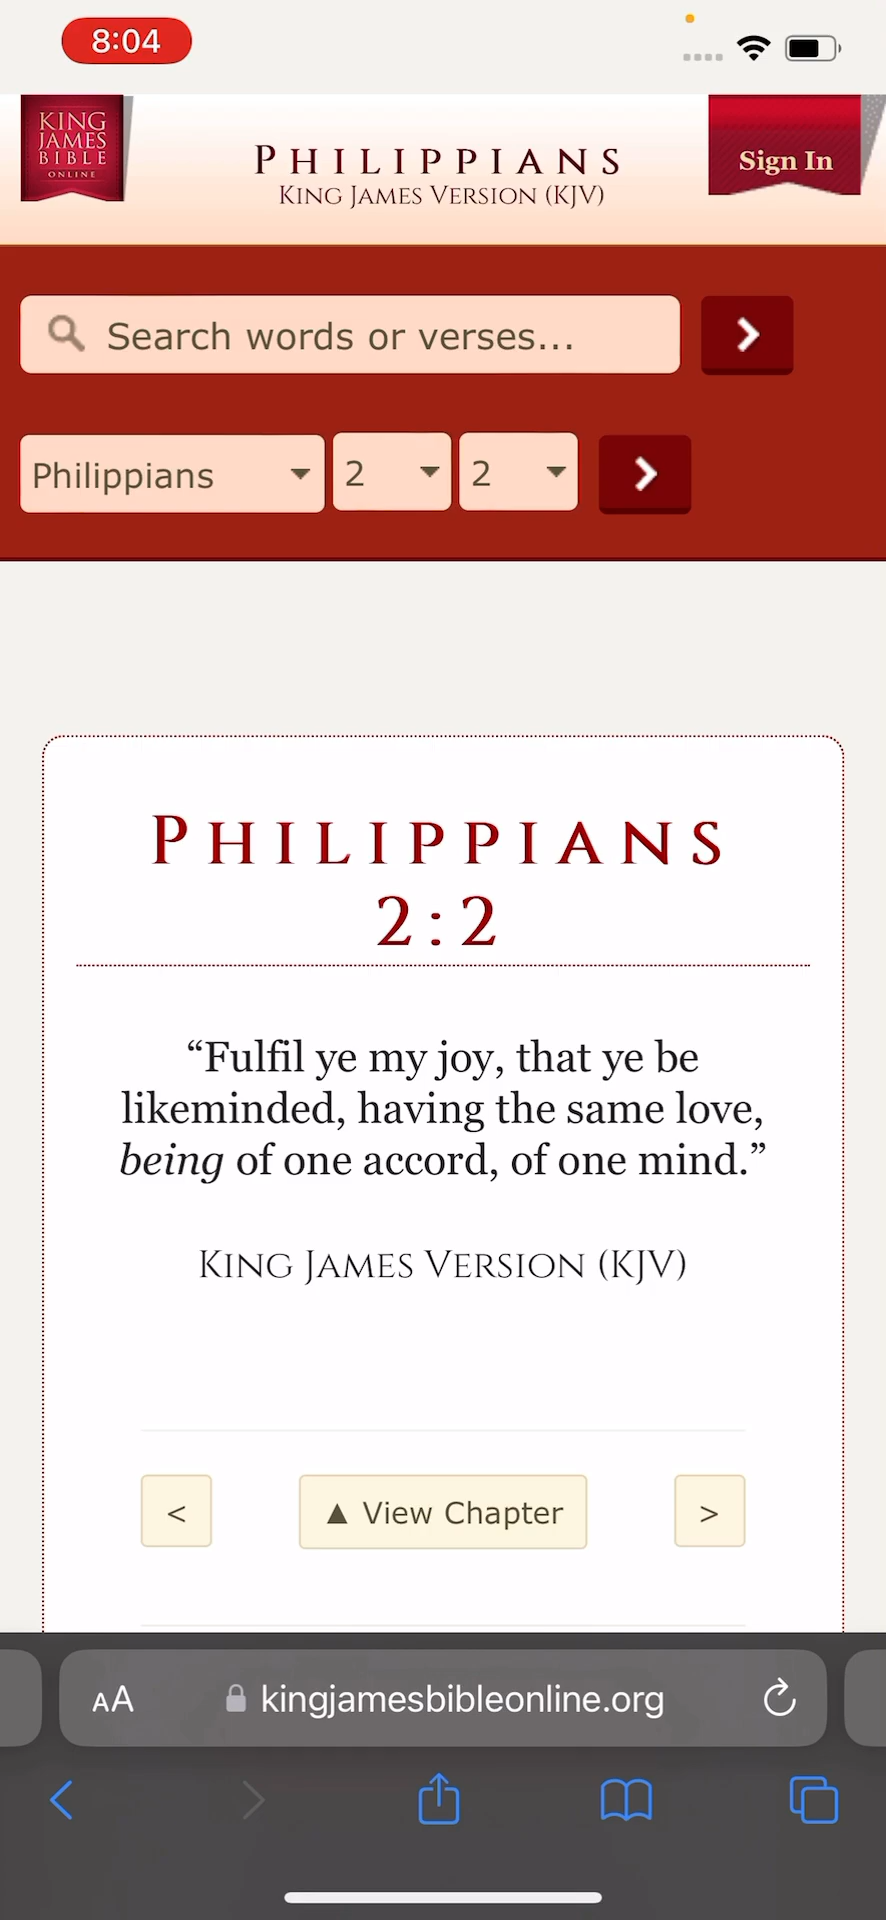 8:04
KING
JAMES
BIBLE
ONLINE
PHILIPPIANS
KING JAMES VERSION (KJV)
Sign In
Search words or verses...
Philippians 2 2
PHILIPPIANS
2:2
“Fulfil ye my joy, that ye be
likeminded, having the same love,
being of one accord, of one mind.”
KING JAMES VERSION (KJV)
< ▲ View Chapter >
AA kingjamesbibleonline.org